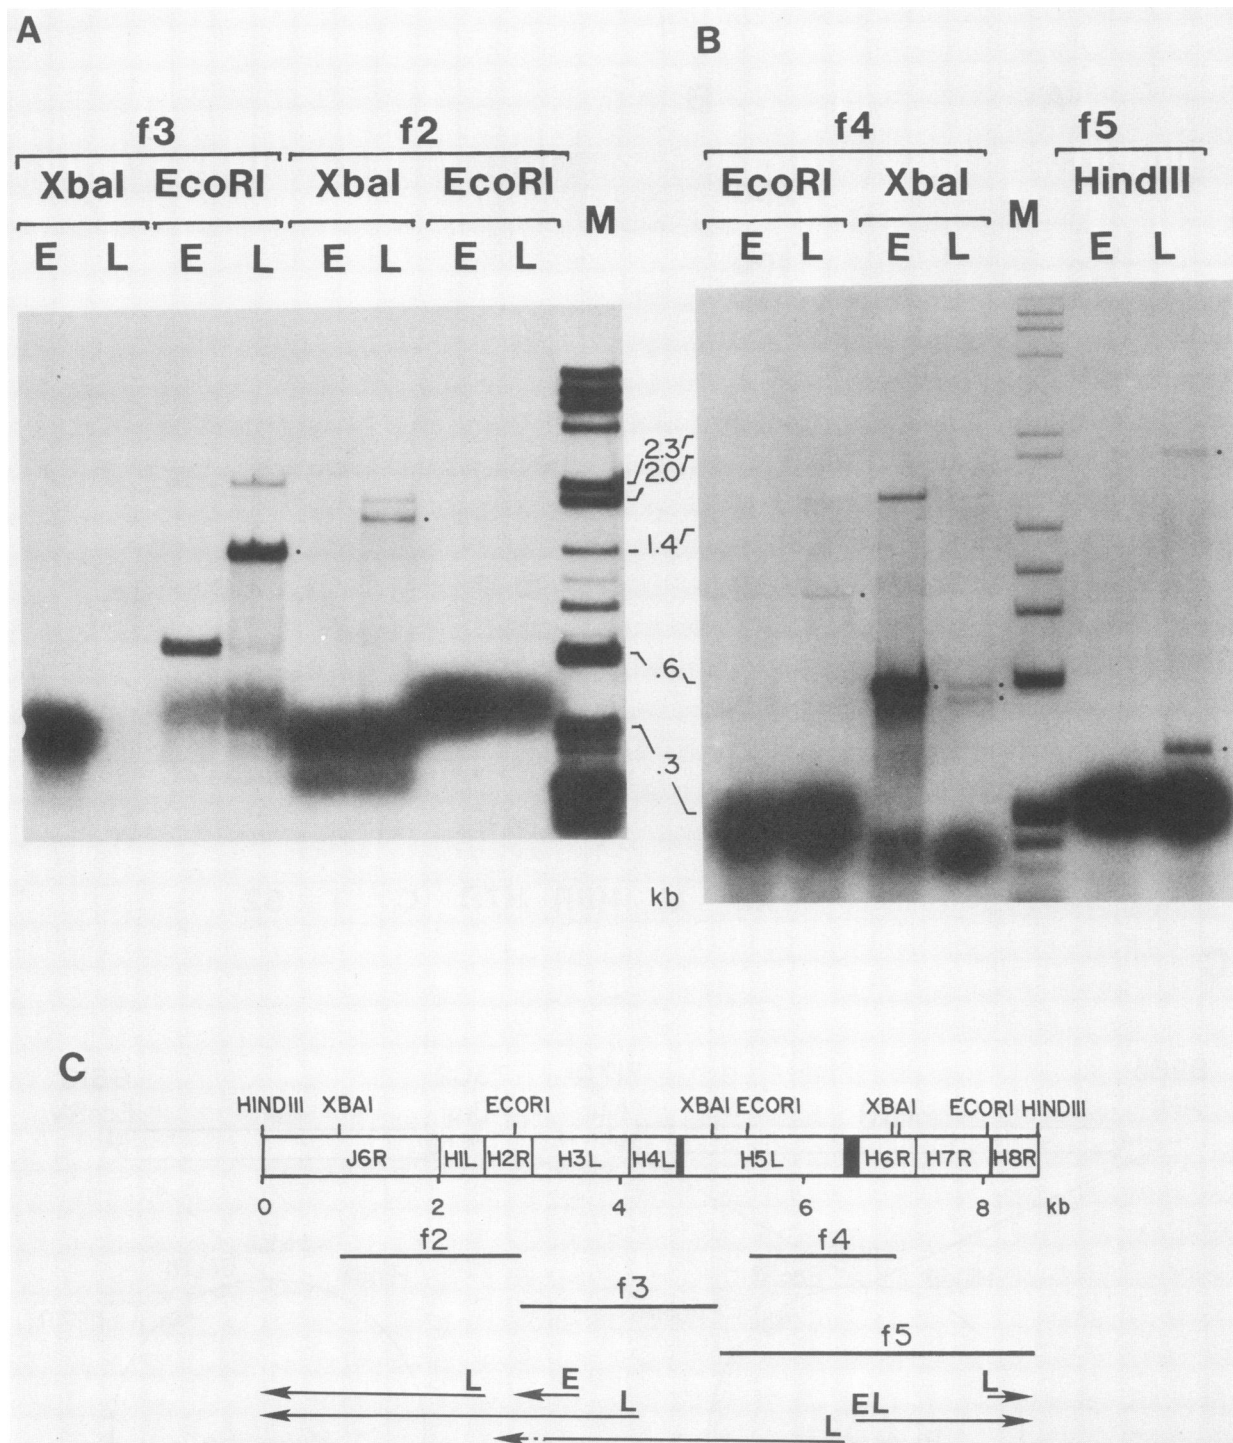 A
B
f3 f2
XbaI EcoRI XbaI EcoRI M
E L E L E L E L
f4 f5
EcoRI XbaI M HindIII
E L E L E L
2.3
2.0
1.4
.6
.3
kb
C
HINDIII XBAI ECORI XBAI ECORI XBAI ECORI HINDIII
J6R H1L H2R H3L H4L H5L H6R H7R H8R
0 2 4 6 8 kb
f2 f4
f3
f5
L E L
L EL
L